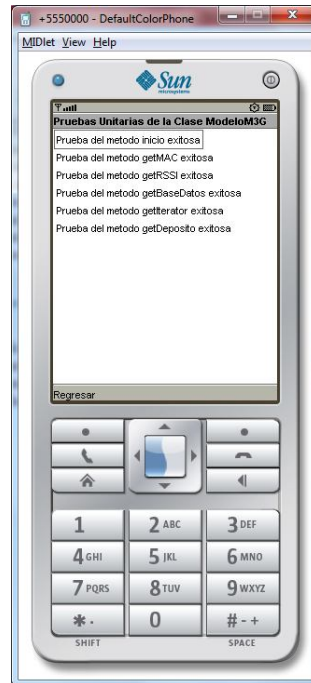 +5550000 - DefaultColorPhone
MIDlet View Help
Sun
microsystems
Pruebas Unitarias de la Clase ModeloM3G
Prueba del metodo inicio exitosa
Prueba del metodo getMAC exitosa
Prueba del metodo getRSSI exitosa
Prueba del metodo getBaseDatos exitosa
Prueba del metodo getIterator exitosa
Prueba del metodo getDeposito exitosa
Regresar
1 2 ABC 3 DEF
4 GHI 5 JKL 6 MNO
7 PQRS 8 TUV 9 WXYZ
* . 0 # - +
SHIFT SPACE